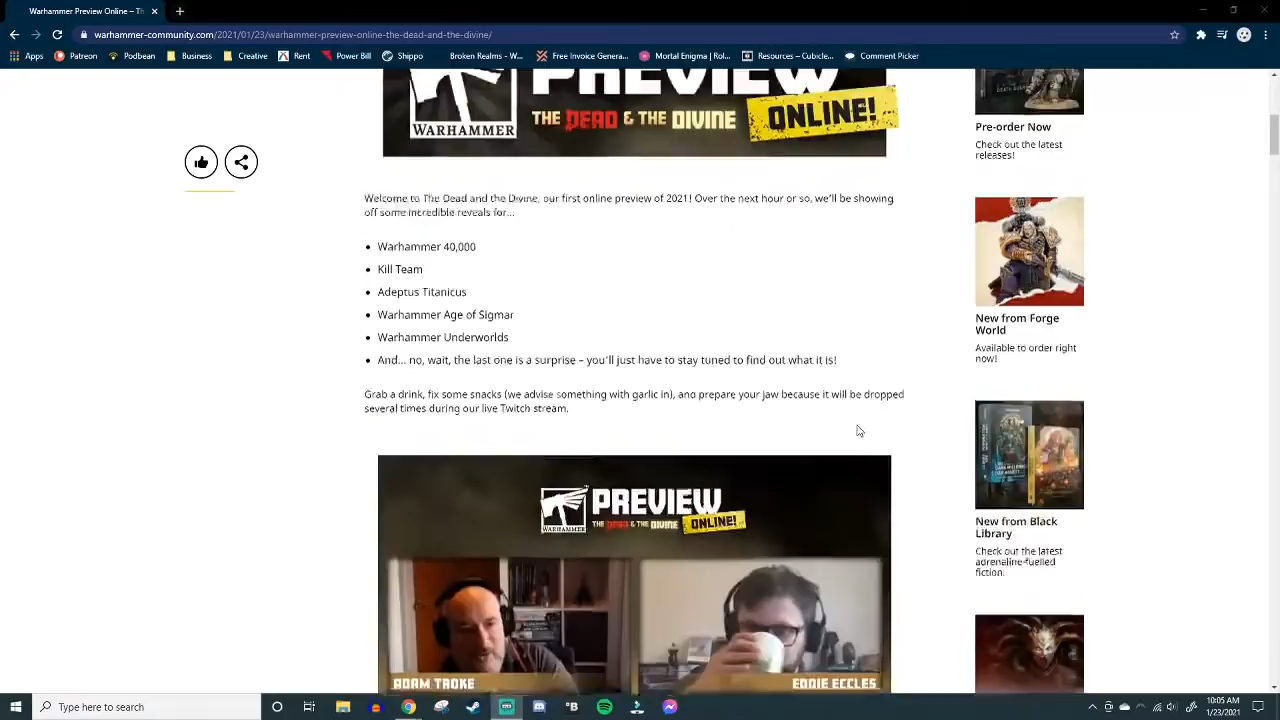 Warhammer Preview Online – Th
warhammer-community.com/2021/01/23/warhammer-preview-online-the-dead-and-the-divine/
Apps Patreon Podbean Business Creative Rent Power Bill Shippo Broken Realms - W... Free Invoice Genera... Mortal Enigma | Rol... Resources – Cubicle... Comment Picker
PREVIEW
WARHAMMER
THE DEAD & THE DIVINE ONLINE!
Pre-order Now
Check out the latest
releases!
Welcome to The Dead and the Divine, our first online preview of 2021! Over the next hour or so, we'll be showing
off some incredible reveals for...
Warhammer 40,000
Kill Team
Adeptus Titanicus
Warhammer Age of Sigmar
Warhammer Underworlds
And... no, wait, the last one is a surprise – you'll just have to stay tuned to find out what it is!
New from Forge
World
Available to order right
now!
Grab a drink, fix some snacks (we advise something with garlic in), and prepare your jaw because it will be dropped
several times during our live Twitch stream.
PREVIEW
WARHAMMER
THE DEAD & THE DIVINE ONLINE!
ADAM TROKE
EDDIE ECCLES
New from Black
Library
Check out the latest
adrenaline-fuelled
fiction.
Type here to search
10:05 AM
1/23/2021